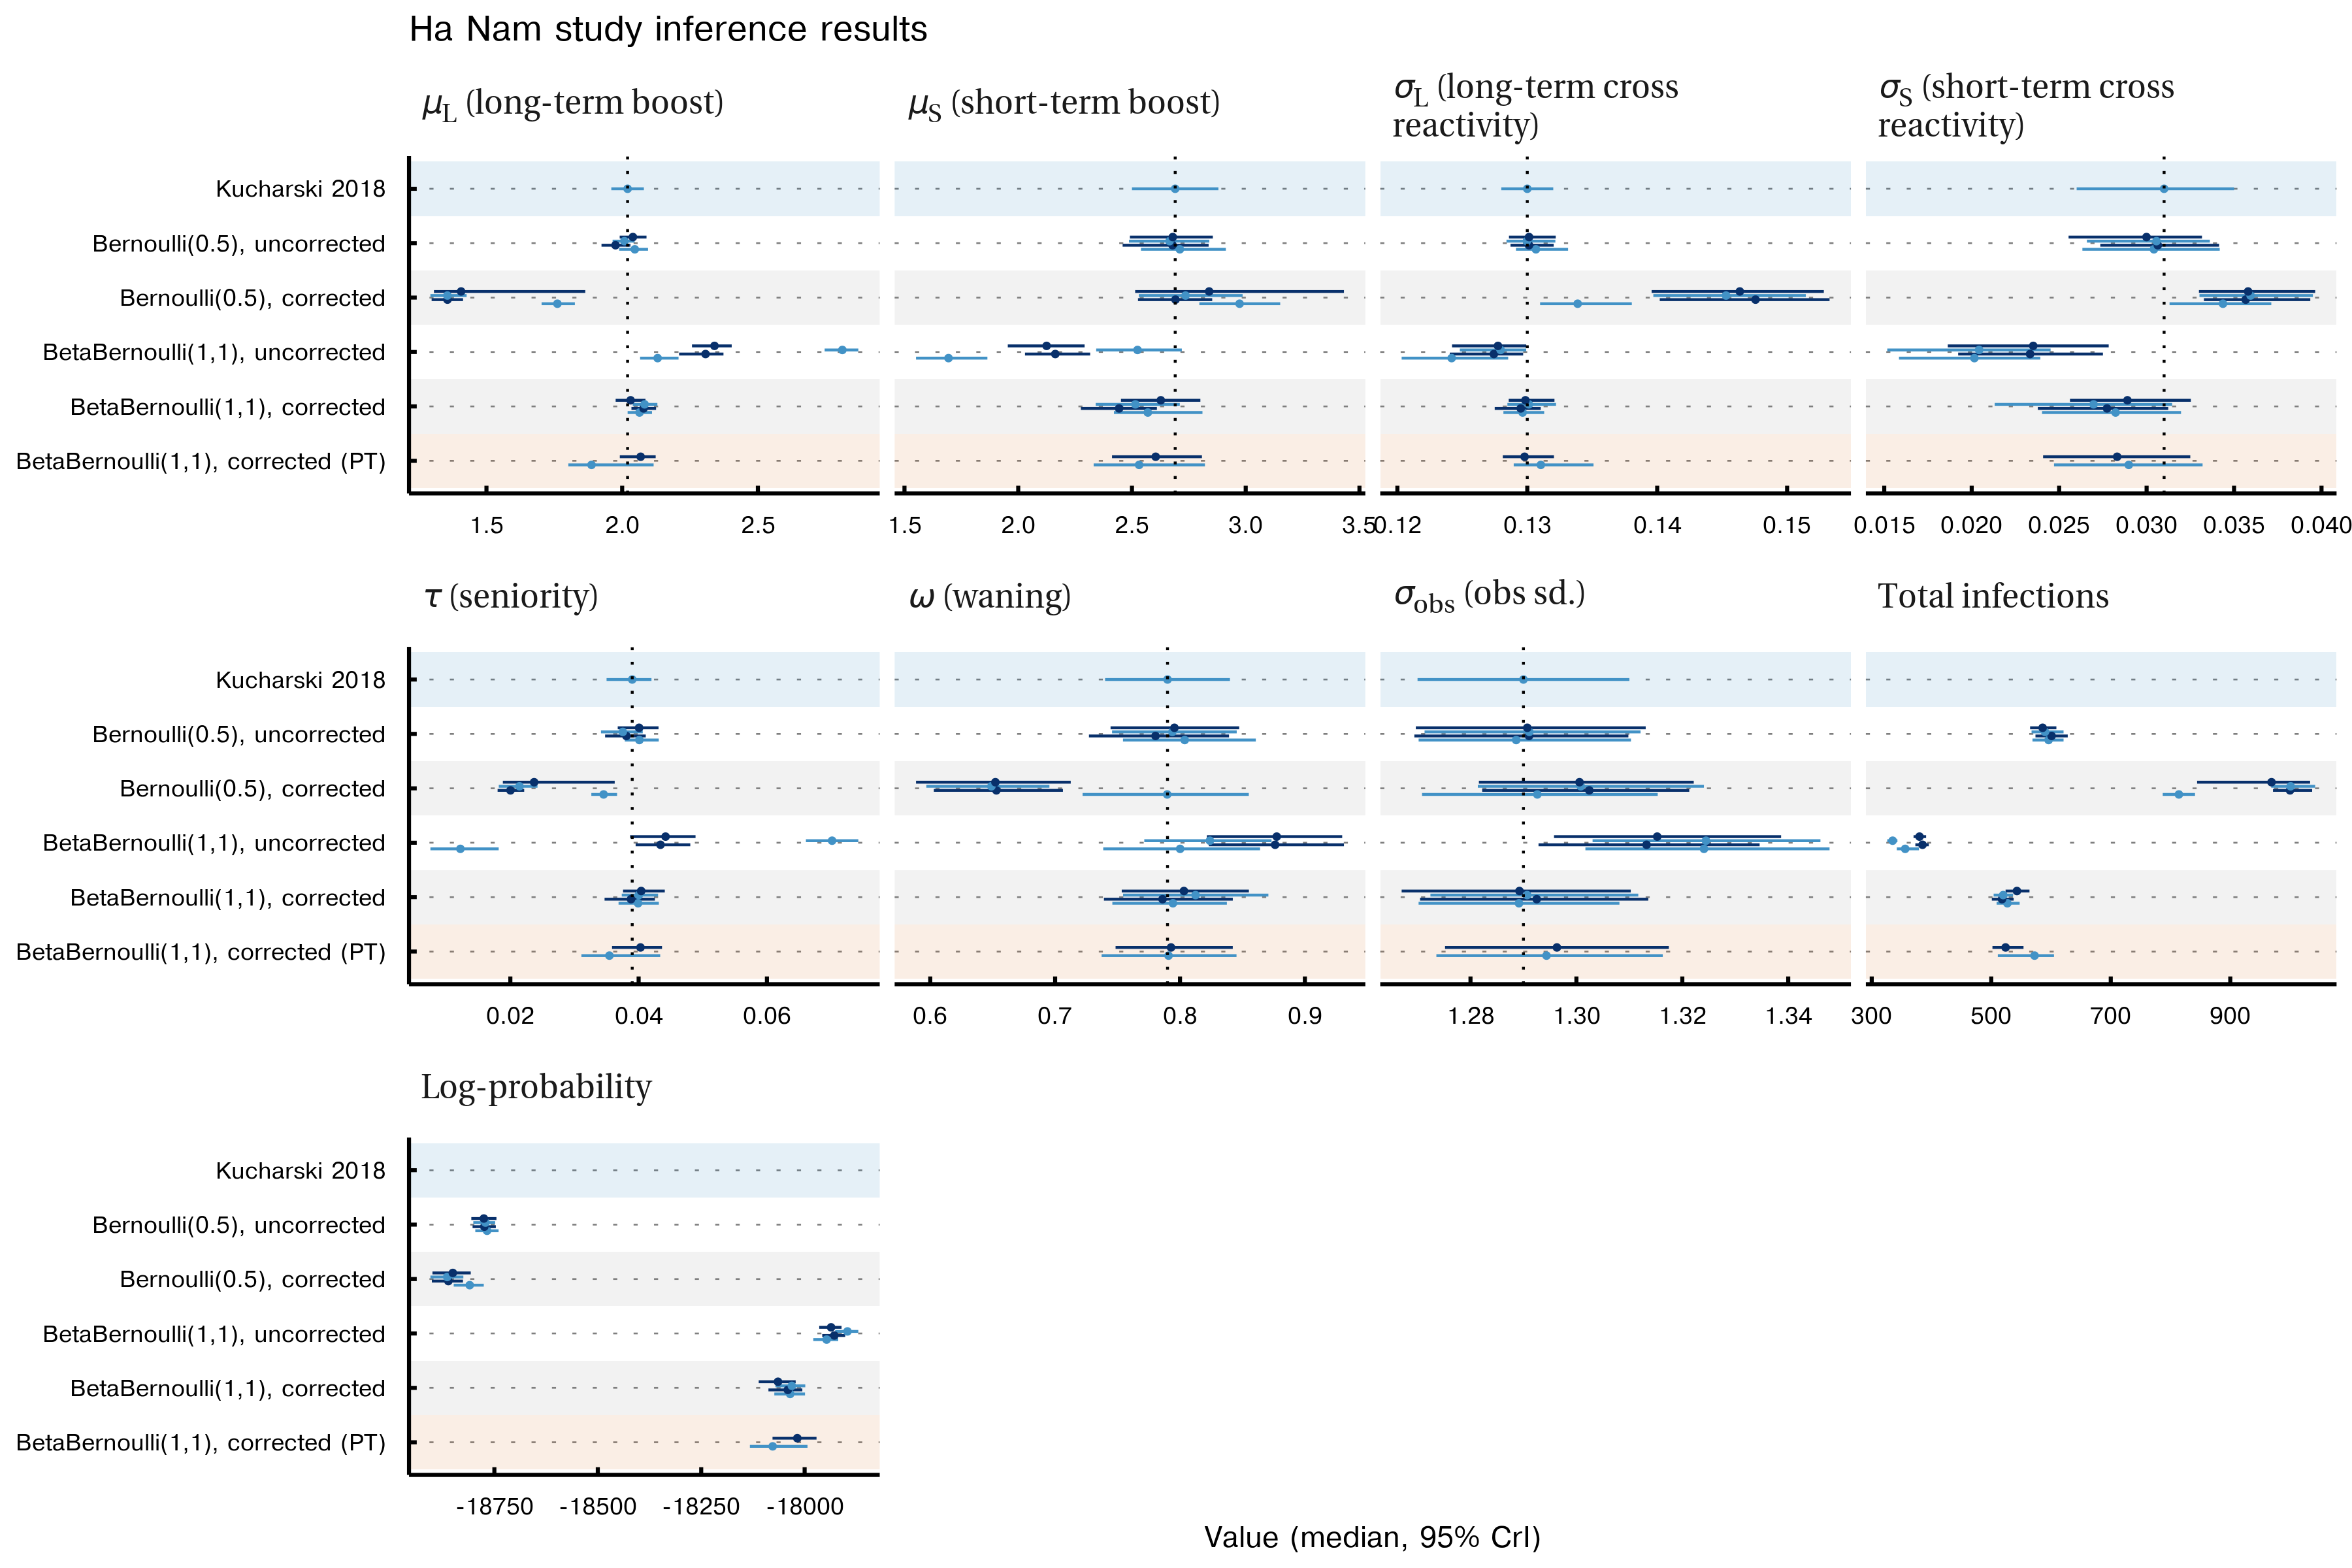 Ha Nam study inference results
μL (long-term boost)
μS (short-term boost)
σL (long-term cross
reactivity)
σS (short-term cross
reactivity)
Kucharski 2018
Bernoulli(0.5), uncorrected
Bernoulli(0.5), corrected
BetaBernoulli(1,1), uncorrected
BetaBernoulli(1,1), corrected
BetaBernoulli(1,1), corrected (PT)
1.5 2.0 2.5
1.5 2.0 2.5 3.0 3.5
0.12 0.13 0.14 0.15
0.015 0.020 0.025 0.030 0.035 0.040
τ (seniority)
ω (waning)
σobs (obs sd.)
Total infections
Kucharski 2018
Bernoulli(0.5), uncorrected
Bernoulli(0.5), corrected
BetaBernoulli(1,1), uncorrected
BetaBernoulli(1,1), corrected
BetaBernoulli(1,1), corrected (PT)
0.02 0.04 0.06
0.6 0.7 0.8 0.9
1.28 1.30 1.32 1.34
300 500 700 900
Log-probability
Kucharski 2018
Bernoulli(0.5), uncorrected
Bernoulli(0.5), corrected
BetaBernoulli(1,1), uncorrected
BetaBernoulli(1,1), corrected
BetaBernoulli(1,1), corrected (PT)
-18750 -18500 -18250 -18000
Value (median, 95% CrI)